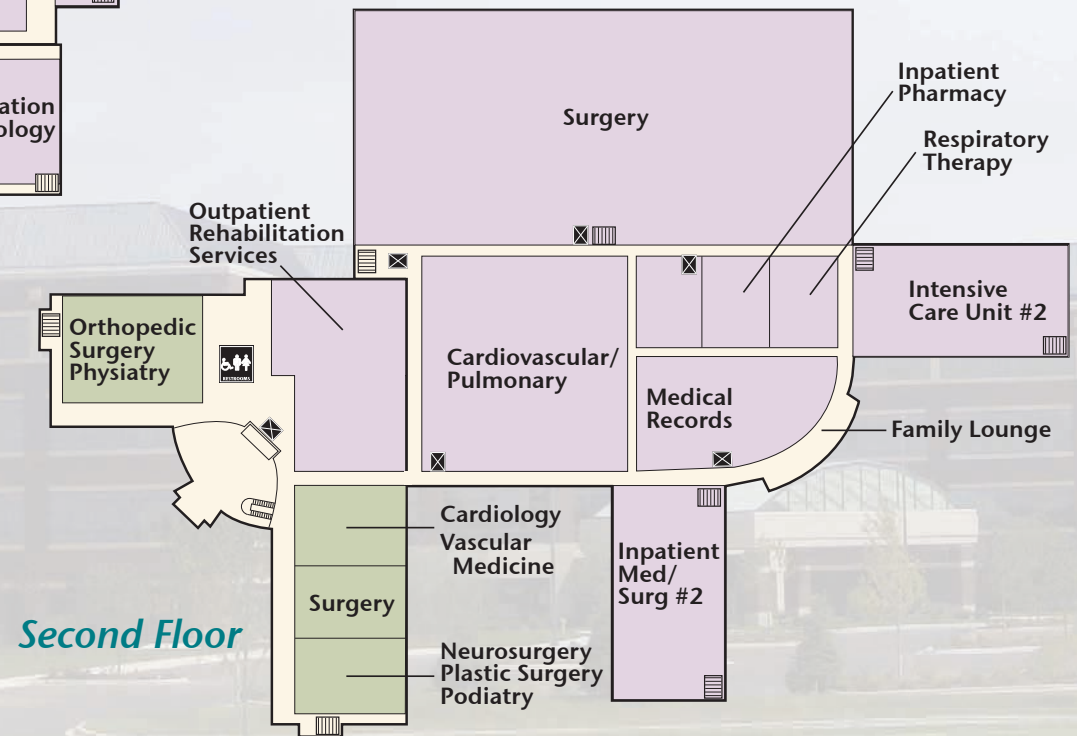 ation
ology
Surgery
Inpatient
Pharmacy
Respiratory
Therapy
Outpatient
Rehabilitation
Services
Intensive
Care Unit #2
Orthopedic
Surgery
Physiatry
RESTROOMS
Cardiovascular/
Pulmonary
Medical
Records
Family Lounge
Cardiology
Vascular
Medicine
Inpatient
Med/
Surg #2
Surgery
Second Floor
Neurosurgery
Plastic Surgery
Podiatry